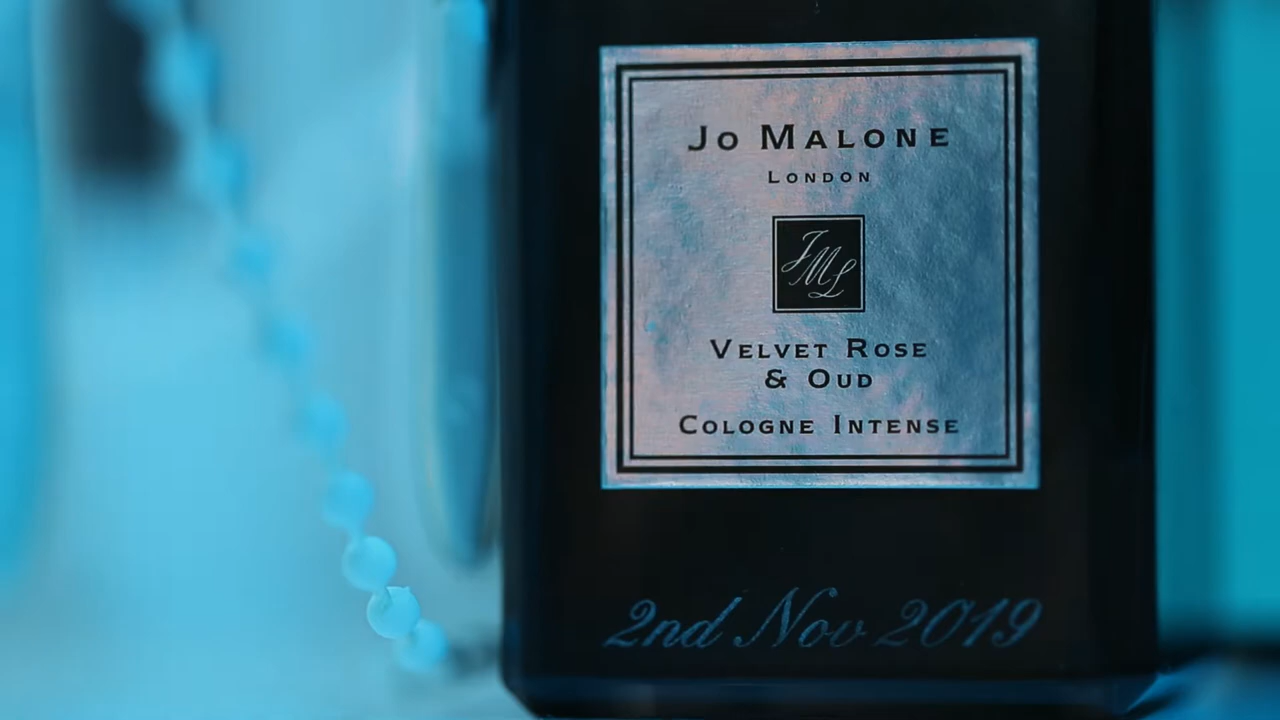 Jo Malone
London
JML
Velvet Rose
& Oud
Cologne Intense
2nd Nov 2019